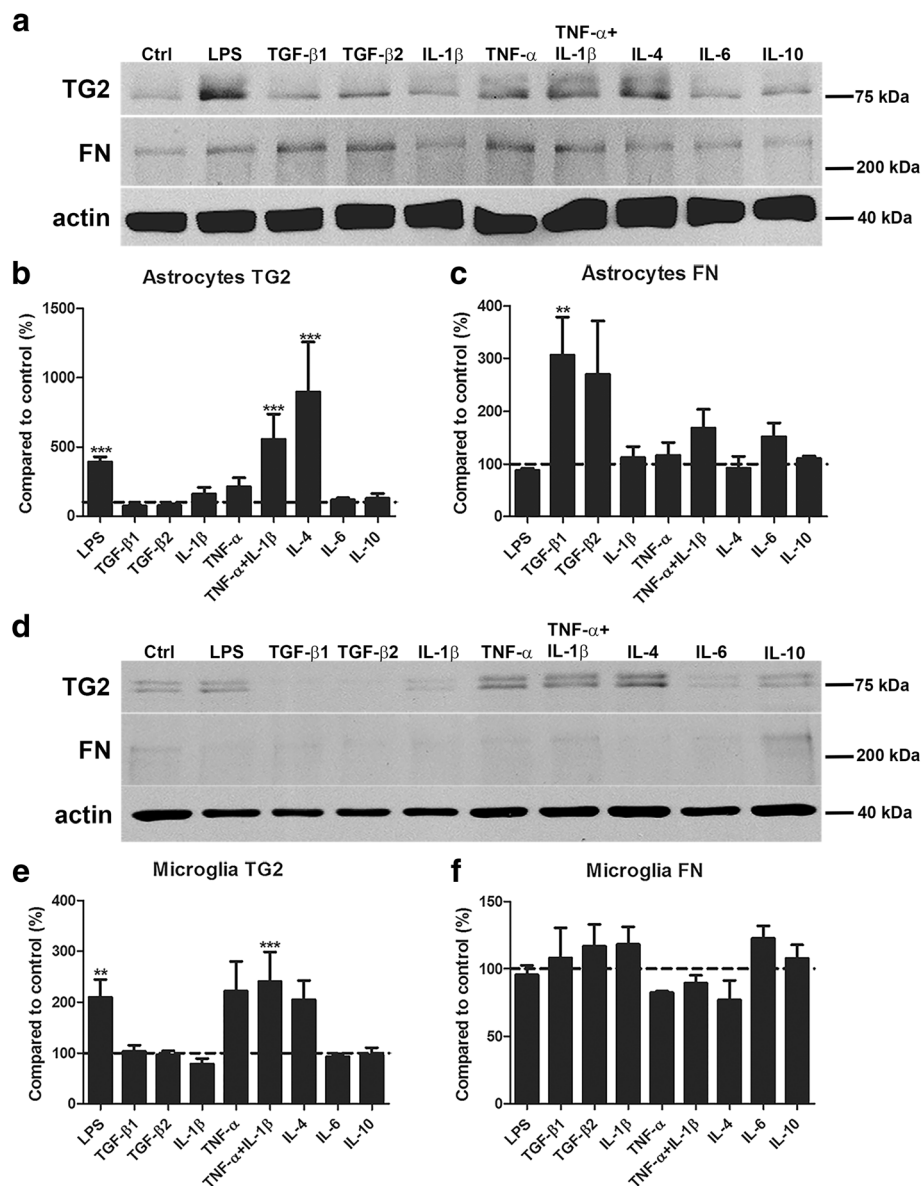 a
TNF-α+
Ctrl LPS TGF-β1 TGF-β2 IL-1β TNF-α IL-1β IL-4 IL-6 IL-10
TG2 75 kDa
FN 200 kDa
actin 40 kDa
b
Astrocytes TG2
Compared to control (%)
1500
1000
500
0
***
***
***
LPS
TGF-β1
TGF-β2
IL-1β
TNF-α
TNF-α+IL-1β
IL-4
IL-6
IL-10
c
Astrocytes FN
Compared to control (%)
400
300
200
100
0
**
LPS
TGF-β1
TGF-β2
IL-1β
TNF-α
TNF-α+IL-1β
IL-4
IL-6
IL-10
d
TNF-α+
Ctrl LPS TGF-β1 TGF-β2 IL-1β TNF-α IL-1β IL-4 IL-6 IL-10
TG2 75 kDa
FN 200 kDa
actin 40 kDa
e
Microglia TG2
Compared to control (%)
400
300
200
100
0
**
***
LPS
TGF-β1
TGF-β2
IL-1β
TNF-α
TNF-α+IL-1β
IL-4
IL-6
IL-10
f
Microglia FN
Compared to control (%)
150
100
50
0
LPS
TGF-β1
TGF-β2
IL-1β
TNF-α
TNF-α+IL-1β
IL-4
IL-6
IL-10